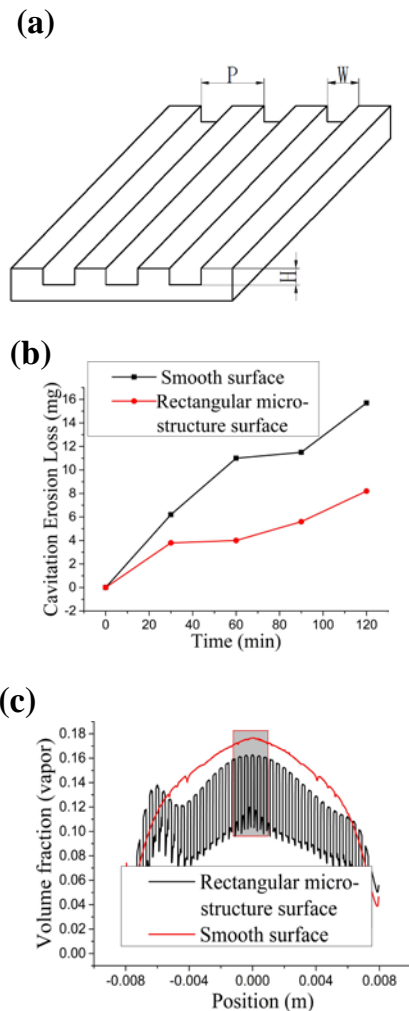 (a)
P
W
H
(b)
Smooth surface
Rectangular micro-
structure surface
Cavitation Erosion Loss (mg)
16
14
12
10
8
6
4
2
0
-2
0 20 40 60 80 100 120
Time (min)
(c)
Volume fraction (vapor)
0.18
0.16
0.14
0.12
0.10
0.08
0.06
0.04
0.02
0.00
Rectangular micro-
structure surface
Smooth surface
-0.008 -0.004 0.000 0.004 0.008
Position (m)